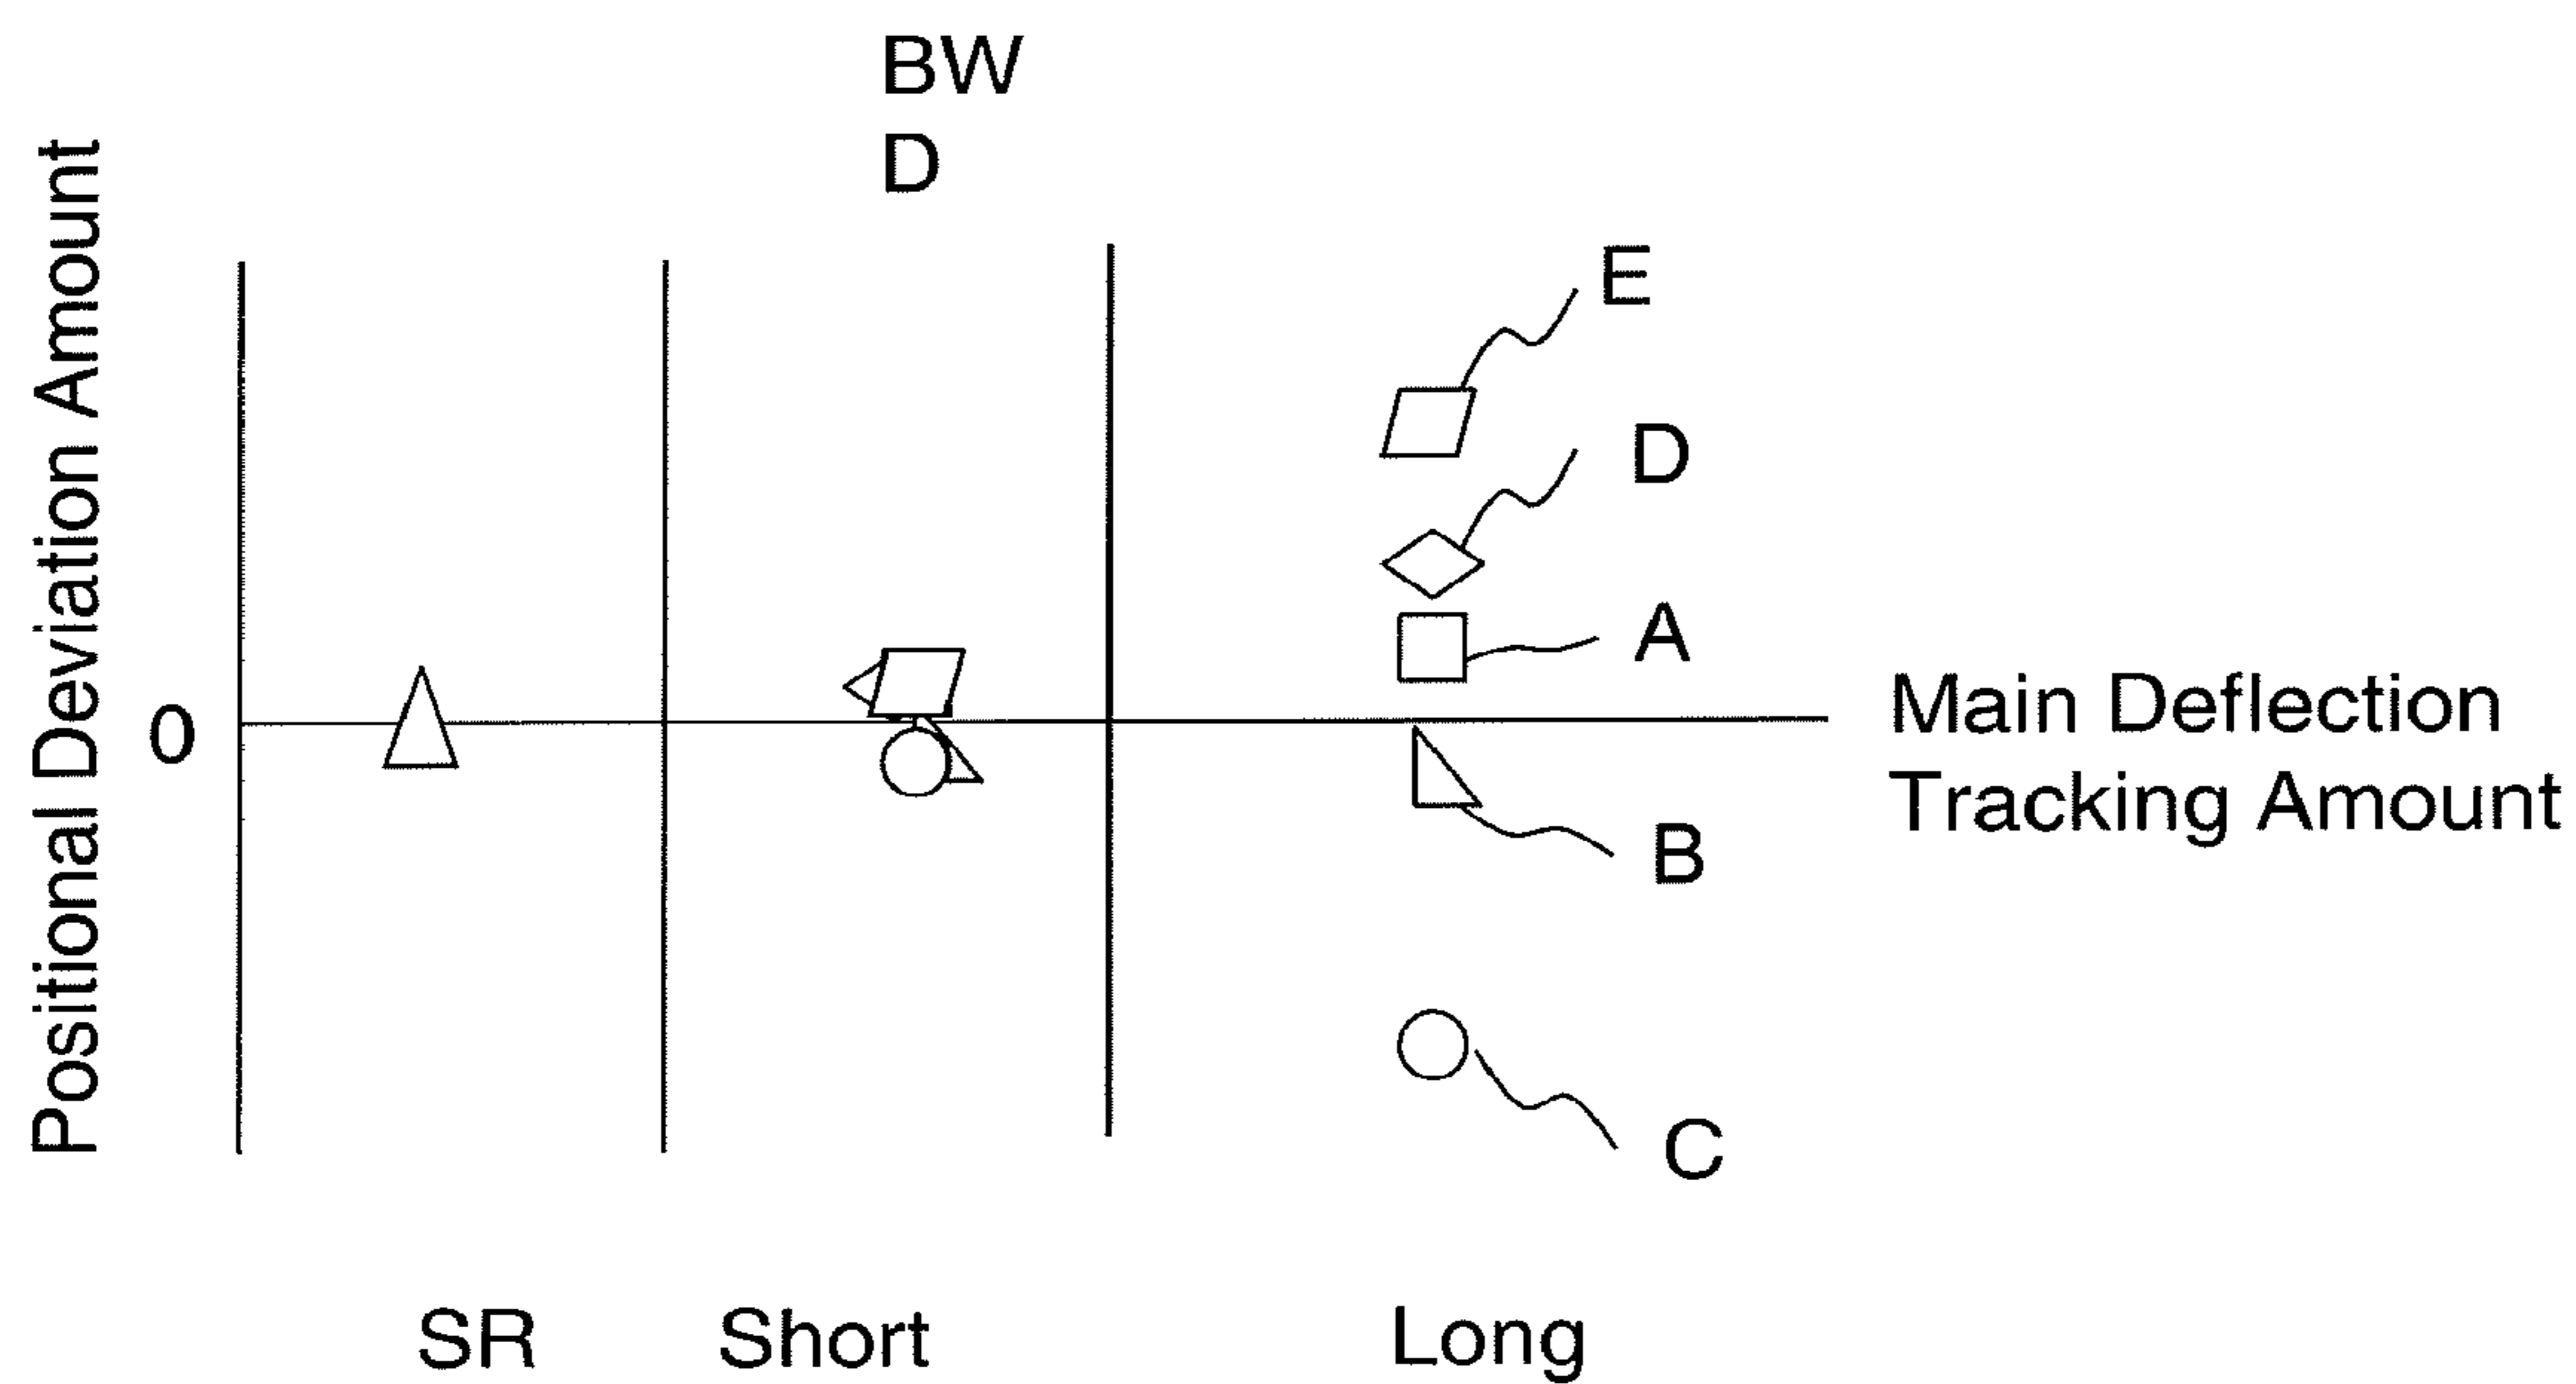 BW
D
Positional Deviation Amount
E
D
A
0
Main Deflection
Tracking Amount
B
C
SR
Short
Long